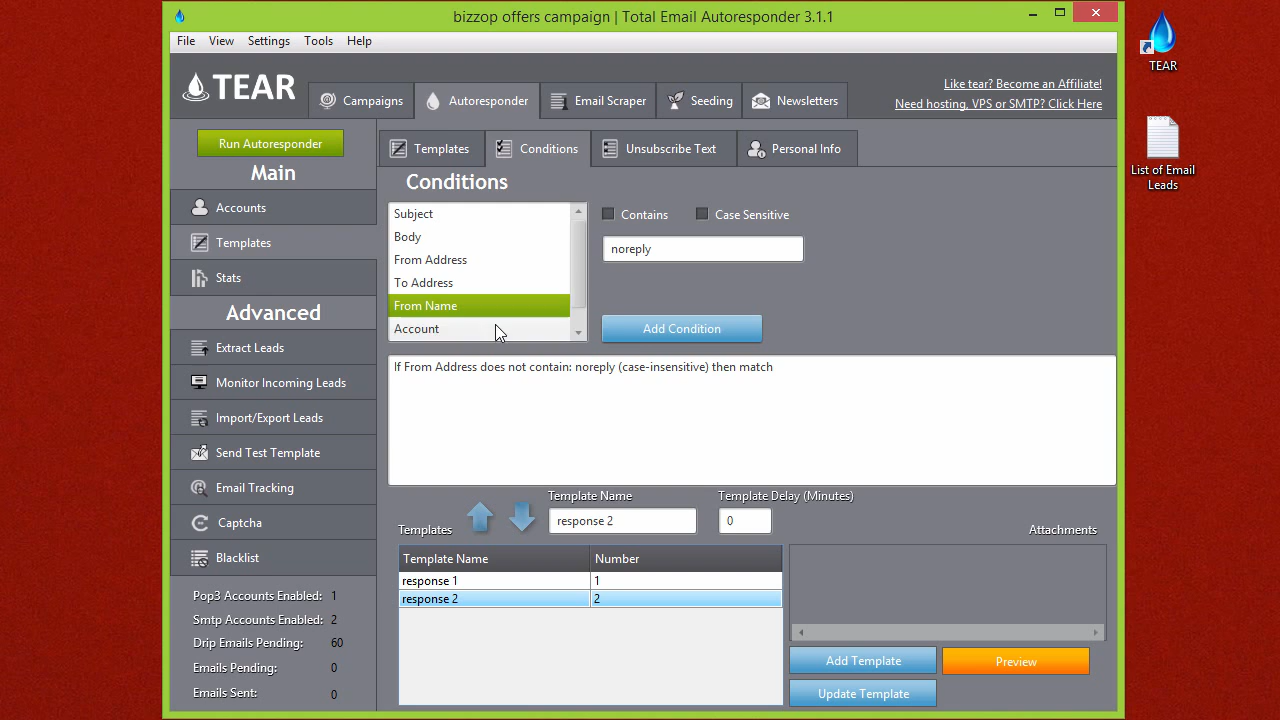 bizzop offers campaign | Total Email Autoresponder 3.1.1
File View Settings Tools Help
TEAR
Campaigns
Autoresponder
Email Scraper
Seeding
Newsletters
Like tear? Become an Affiliate!
Need hosting, VPS or SMTP? Click Here
TEAR
List of Email
Leads
Run Autoresponder
Main
Accounts
Templates
Stats
Advanced
Extract Leads
Monitor Incoming Leads
Import/Export Leads
Send Test Template
Email Tracking
Captcha
Blacklist
Pop3 Accounts Enabled: 1
Smtp Accounts Enabled: 2
Drip Emails Pending: 60
Emails Pending: 0
Emails Sent: 0
Templates
Conditions
Unsubscribe Text
Personal Info
Conditions
Subject
Body
From Address
To Address
From Name
Account
Contains
Case Sensitive
noreply
Add Condition
If From Address does not contain: noreply (case-insensitive) then match
Templates
Template Name
response 2
Template Delay (Minutes)
0
Attachments
Template Name Number
response 1 1
response 2 2
Add Template
Preview
Update Template